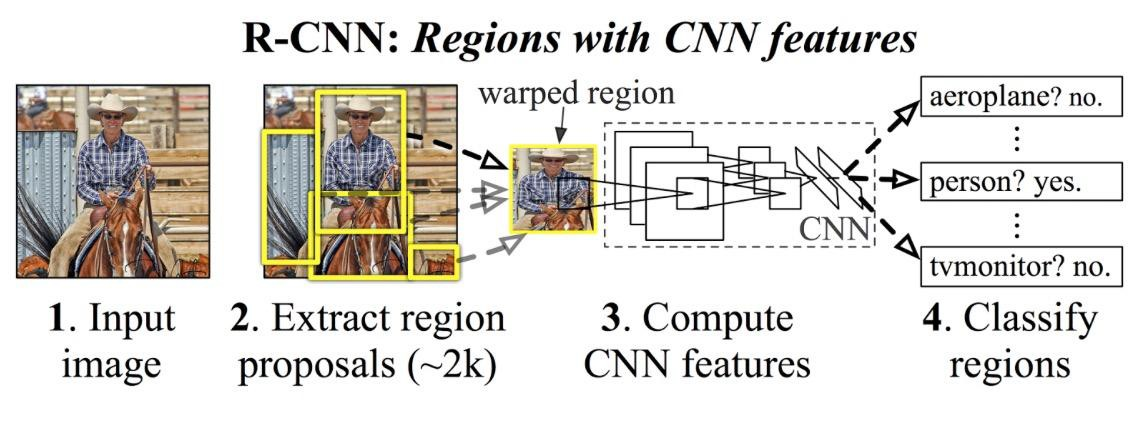 R-CNN: Regions with CNN features
warped region
aeroplane? no.
person? yes.
CNN
tvmonitor? no.
1. Input
image
2. Extract region
proposals (~2k)
3. Compute
CNN features
4. Classify
regions